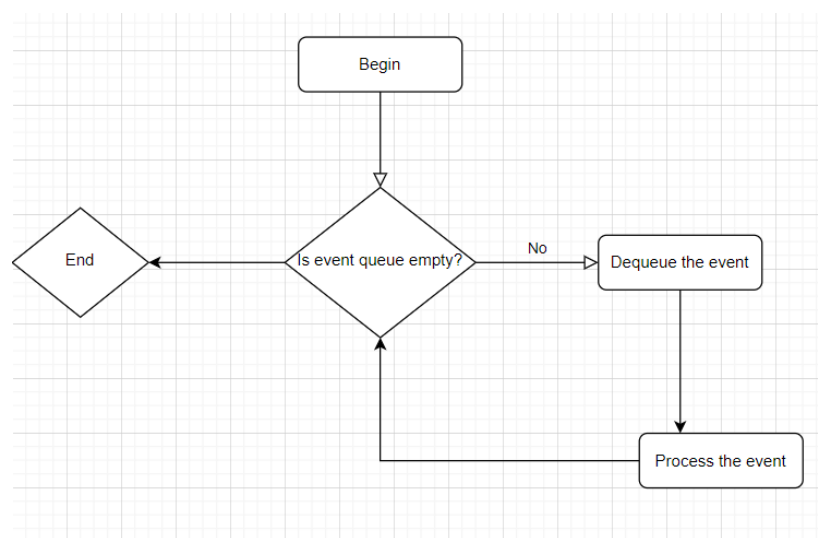 Begin
End
Is event queue empty?
No
Dequeue the event
Process the event